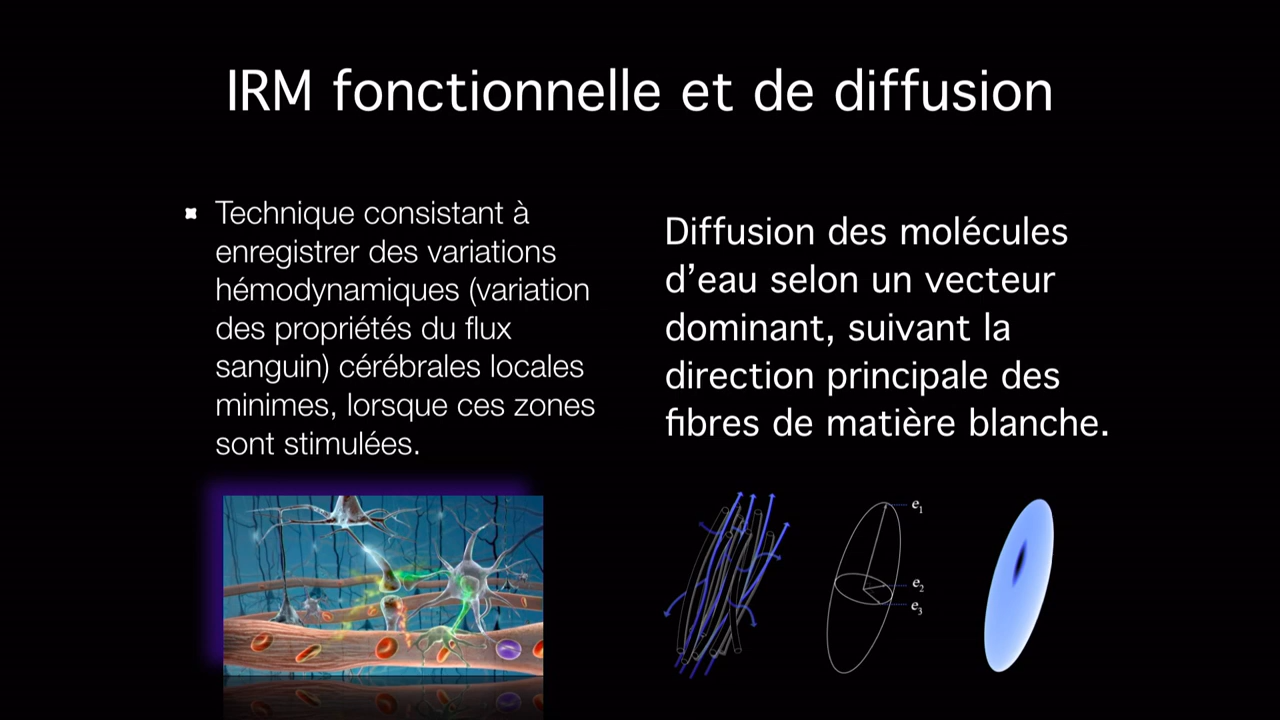 IRM fonctionnelle et de diffusion
Technique consistant à
enregistrer des variations
hémodynamiques (variation
des propriétés du flux
sanguin) cérébrales locales
minimes, lorsque ces zones
sont stimulées.
Diffusion des molécules
d’eau selon un vecteur
dominant, suivant la
direction principale des
fibres de matière blanche.
e1
e2
e3